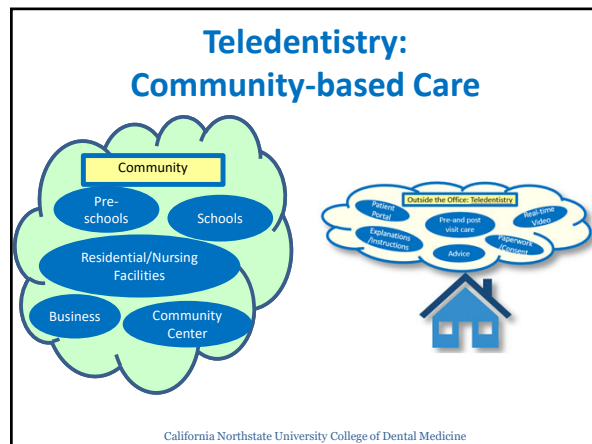 Teledentistry:
Community-based Care
Community
Pre-
schools
Schools
Residential/Nursing
Facilities
Business
Community
Center
Outside the Office: Teledentistry
Patient
Portal
Pre-and post
visit care
Real-time
Video
Explanations
/Instructions
Advice
Paperwork
/Consent
California Northstate University College of Dental Medicine